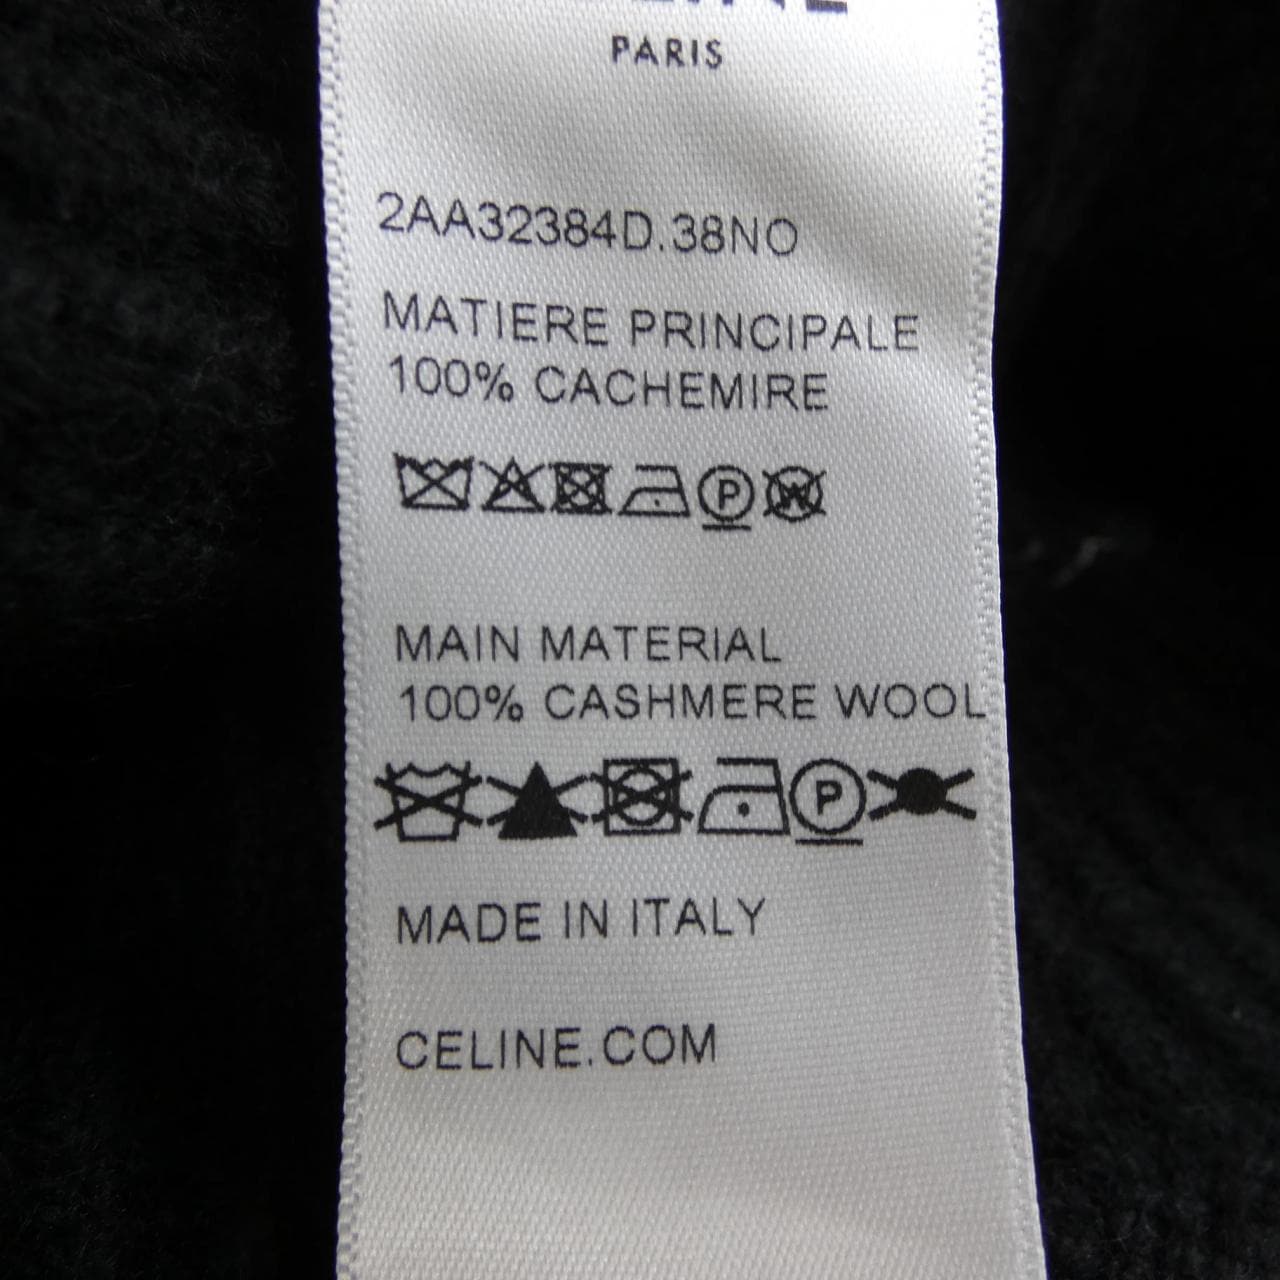 PARIS
2AA32384D.38NO
MATIERE PRINCIPALE
100% CACHEMIRE
P W
MAIN MATERIAL
100% CASHMERE WOOL
P
MADE IN ITALY
CELINE.COM